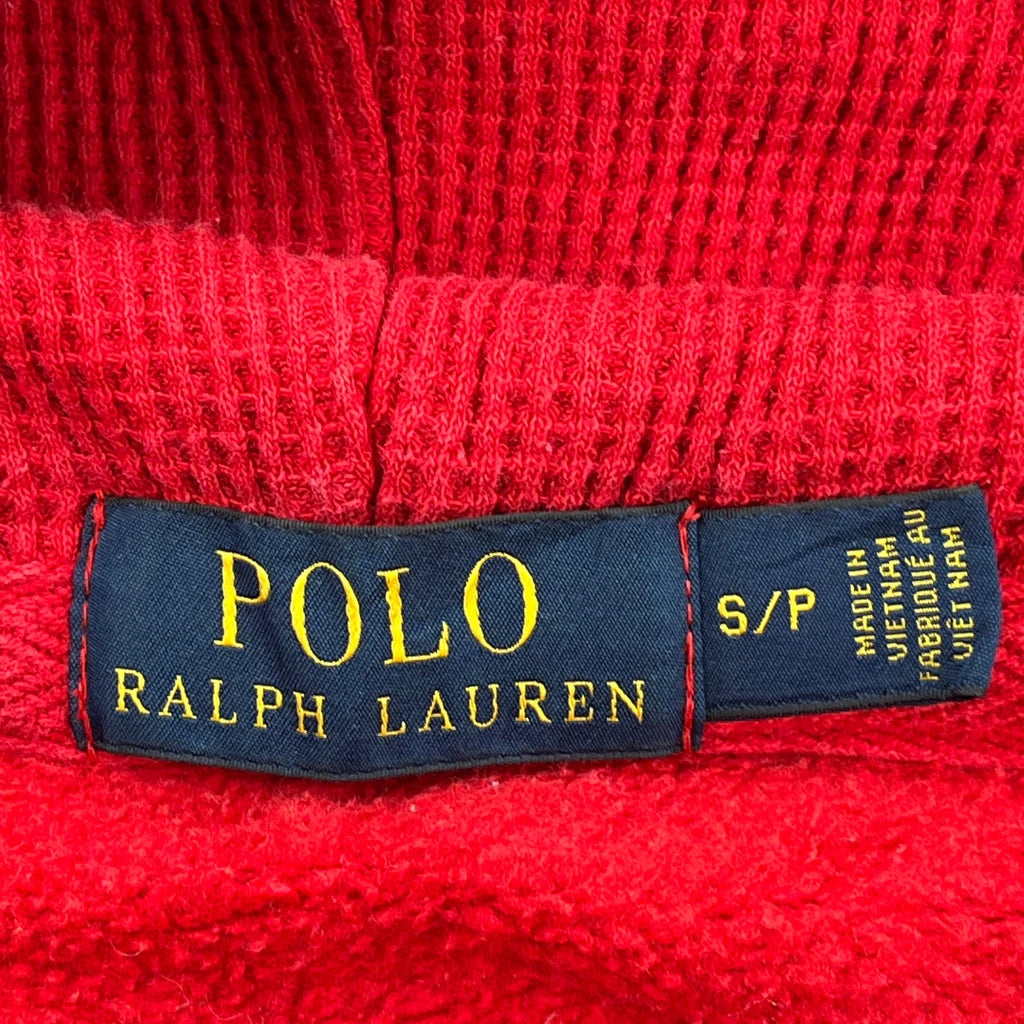 POLO
RALPH LAUREN
S/P
MADE IN
VIETNAM
FABRIQUÉ AU
VIÊT NAM